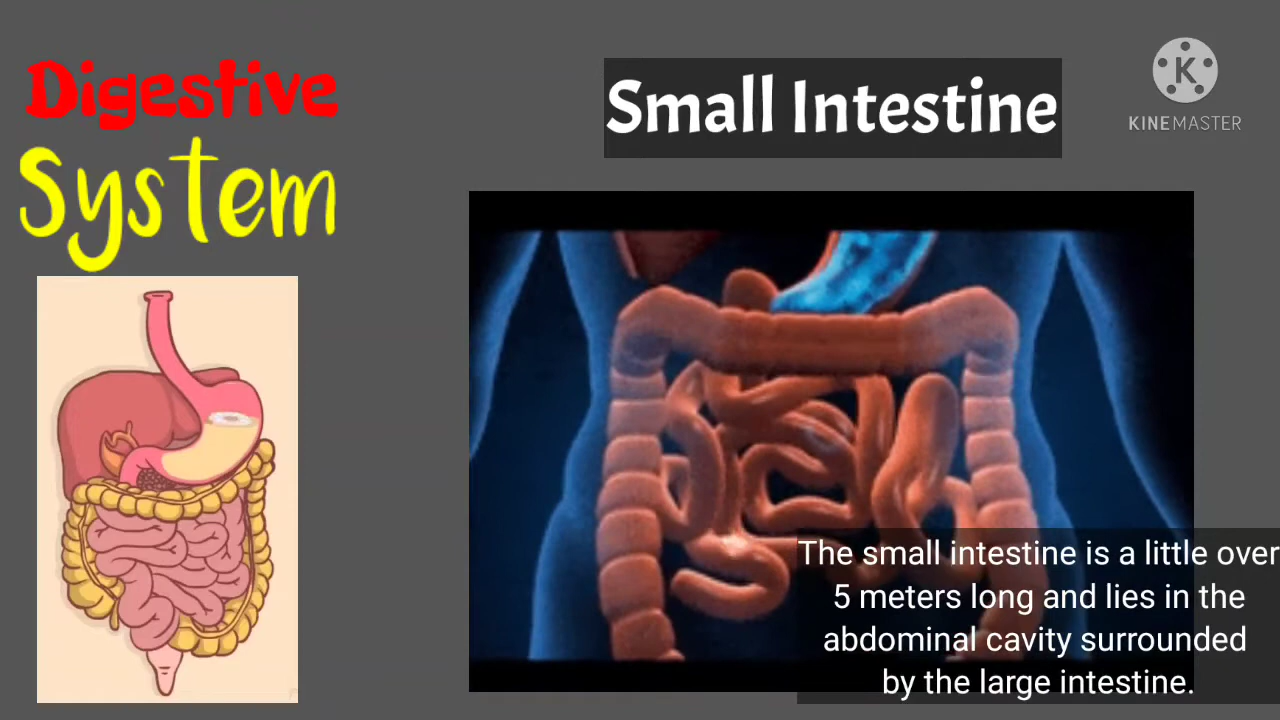 Digestive
System
Small Intestine
K
KINEMASTER
The small intestine is a little over
5 meters long and lies in the
abdominal cavity surrounded
by the large intestine.